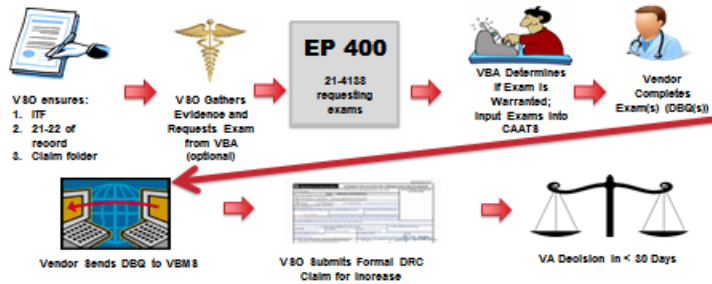 VSO ensures:
1. ITF
2. 21-22 of
record
3. Claim folder
VSO Gathers
Evidence and
Requests Exam
from VBA
(optional)
EP 400
21-4138
requesting
exams
VBA Determines
if Exam is
Warranted;
Input Exams into
CAATS
Vendor
Completes
Exam(s) (DBQ(s))
Vendor Sends DBQ to VBMS
VSO Submits Formal DRC
Claim for Increase
VA Decision in < 30 Days